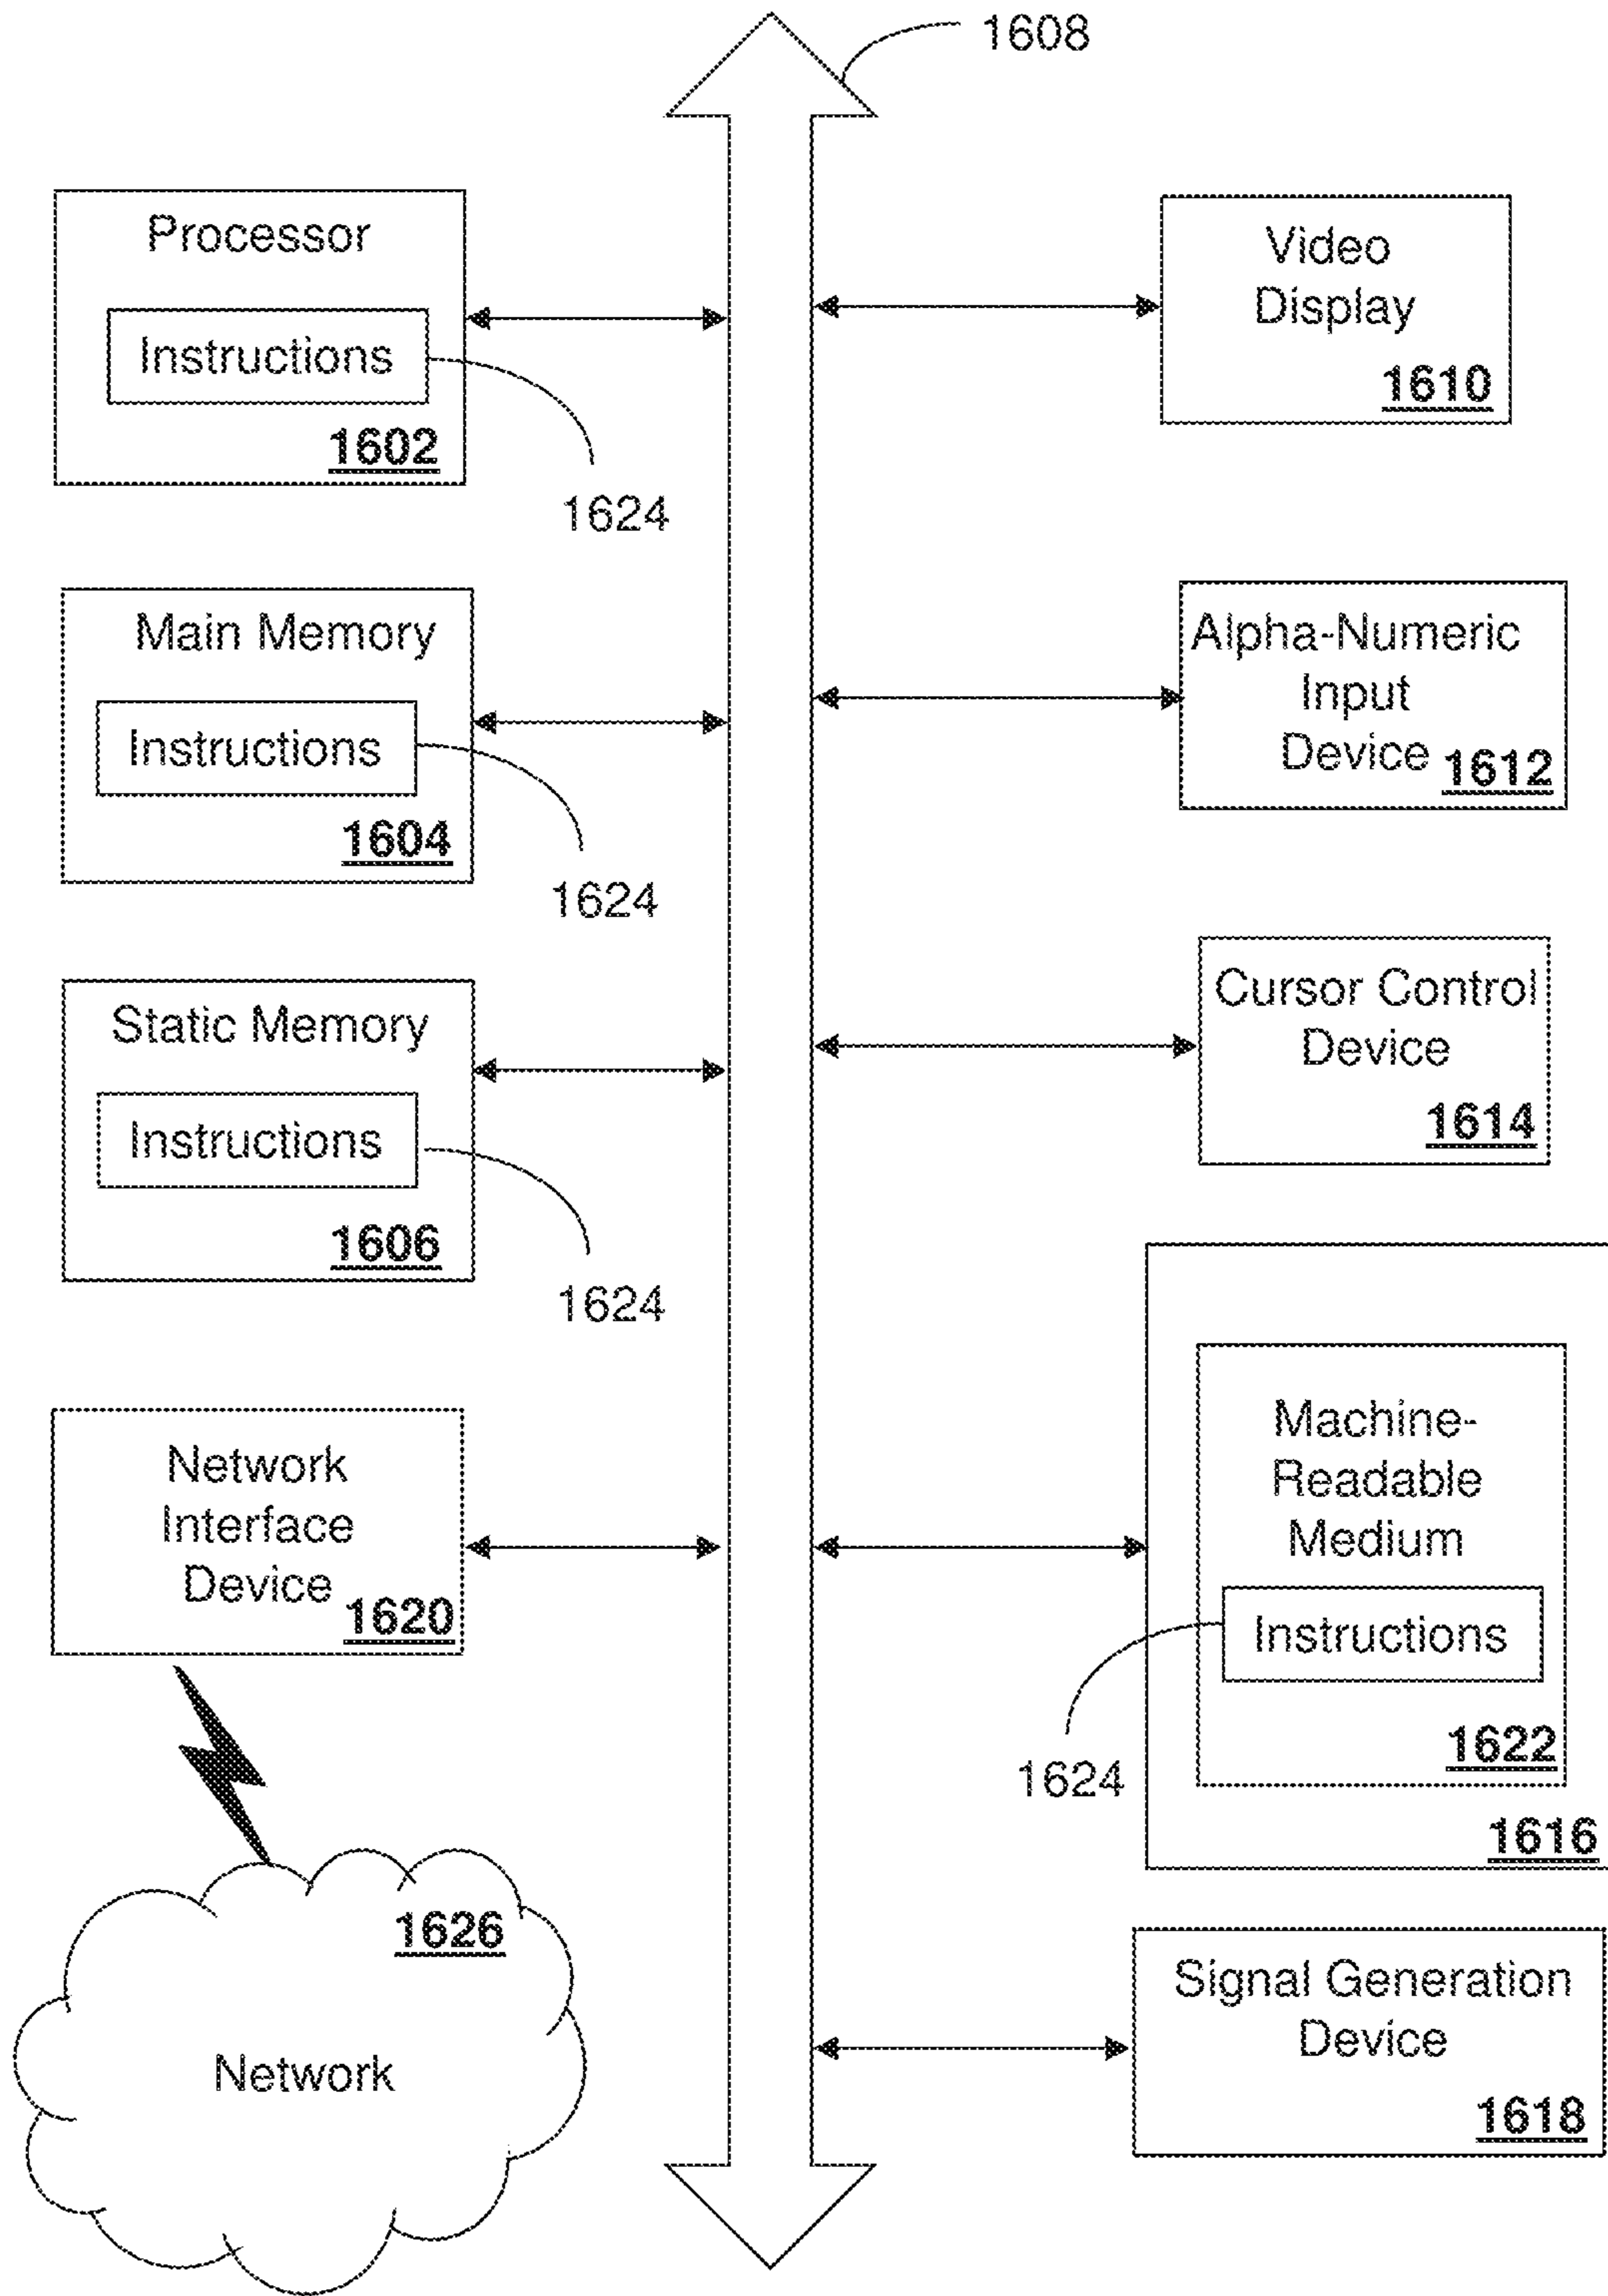 1608
Processor
Instructions
1602
1624
Main Memory
Instructions
1604
1624
Static Memory
Instructions
1606
1624
Network
Interface
Device
1620
1626
Network
Video
Display
1610
Alpha-Numeric
Input
Device
1612
Cursor Control
Device
1614
Machine-
Readable
Medium
Instructions
1622
1624
1616
Signal Generation
Device
1618